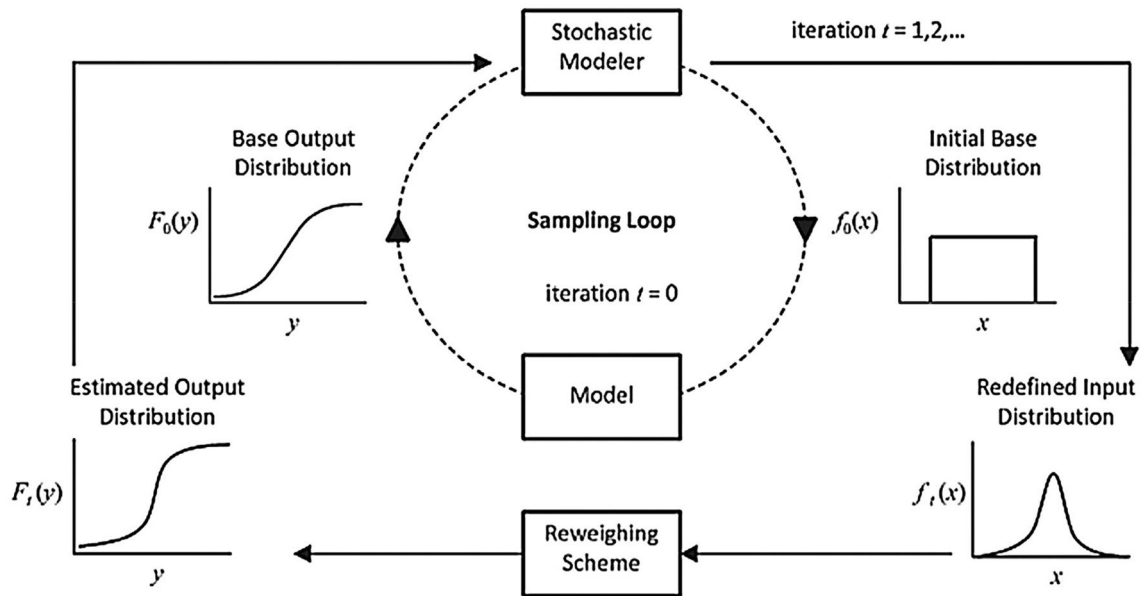 Stochastic
Modeler
iteration t = 1,2,...
Base Output
Distribution
Initial Base
Distribution
F₀(y)
Sampling Loop
f₀(x)
iteration t = 0
y
x
Model
Estimated Output
Distribution
Redefined Input
Distribution
Fₜ(y)
fₜ(x)
Reweighing
Scheme
y
x